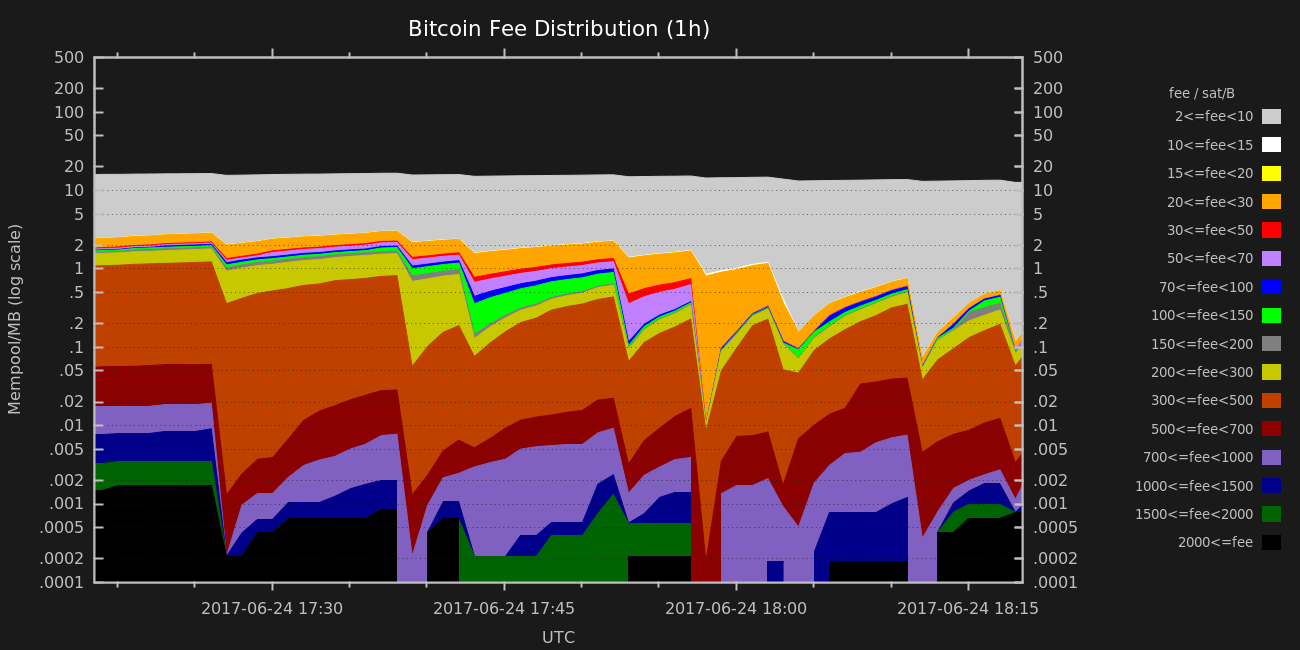 Bitcoin Fee Distribution (1h)
500
200
100
50
20
10
5
2
1
.5
.2
.1
.05
.02
.01
.005
.002
.001
.0005
.0002
.0001
Mempool/MB (log scale)
500
200
100
50
20
10
5
2
1
.5
.2
.1
.05
.02
.01
.005
.002
.001
.0005
.0002
.0001
2017-06-24 17:30
2017-06-24 17:45
2017-06-24 18:00
2017-06-24 18:15
UTC
fee / sat/B
2<=fee<10
10<=fee<15
15<=fee<20
20<=fee<30
30<=fee<50
50<=fee<70
70<=fee<100
100<=fee<150
150<=fee<200
200<=fee<300
300<=fee<500
500<=fee<700
700<=fee<1000
1000<=fee<1500
1500<=fee<2000
2000<=fee